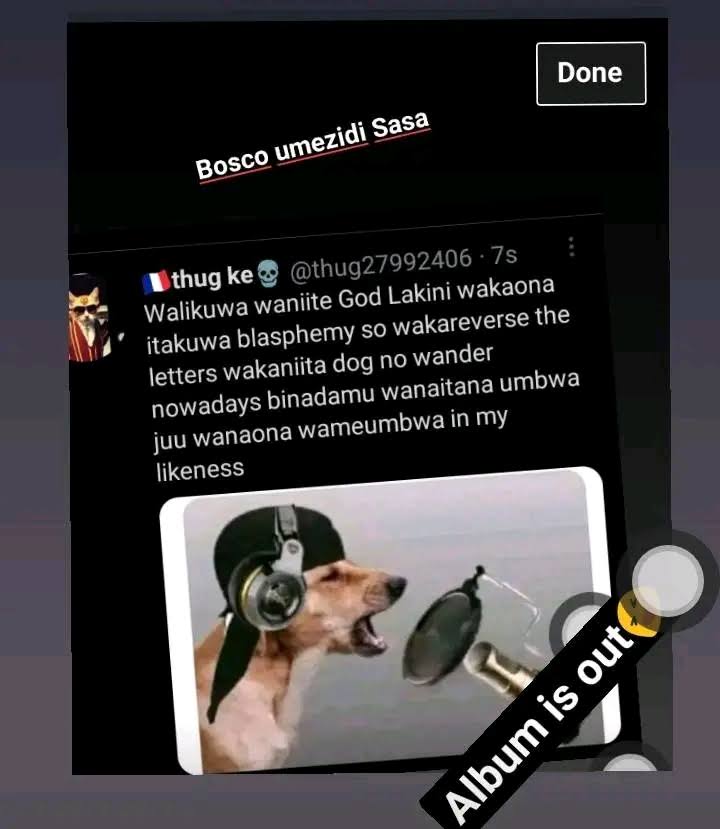 Done
Bosco umezidi Sasa
🇫🇷thug ke💀 @thug27992406 · 7s
Walikuwa waniite God Lakini wakaona
itakuwa blasphemy so wakareverse the
letters wakaniita dog no wander
nowadays binadamu wanaitana umbwa
juu wanaona wameumbwa in my
likeness
Album is out